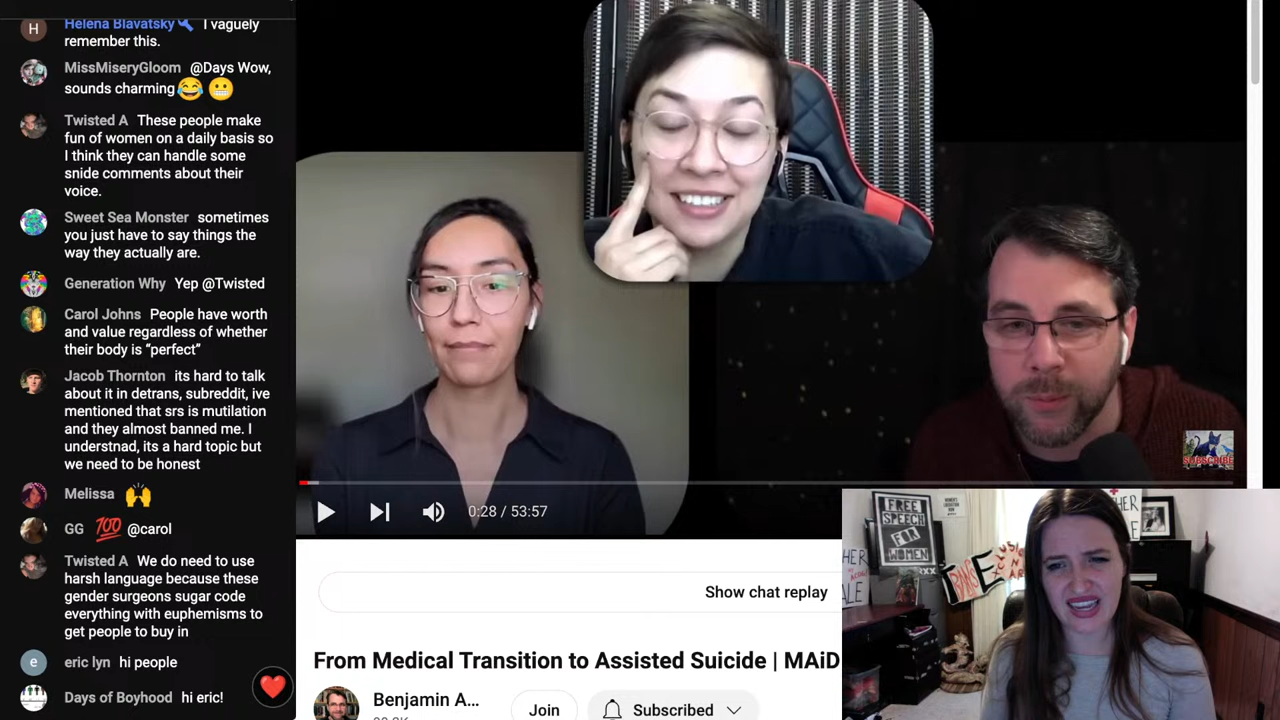 Helena Blavatsky I vaguely
remember this.
MissMiseryGloom @Days Wow,
sounds charming
Twisted A These people make
fun of women on a daily basis so
I think they can handle some
snide comments about their
voice.
Sweet Sea Monster sometimes
you just have to say things the
way they actually are.
Generation Why Yep @Twisted
Carol Johns People have worth
and value regardless of whether
their body is “perfect”
Jacob Thornton its hard to talk
about it in detrans, subreddit, ive
mentioned that srs is mutilation
and they almost banned me. I
understnad, its a hard topic but
we need to be honest
Melissa
GG 100 @carol
Twisted A We do need to use
harsh language because these
gender surgeons sugar code
everything with euphemisms to
get people to buy in
eric lyn hi people
Days of Boyhood hi eric!
H
e
SUBSCRIBE
0:28 / 53:57
Show chat replay
From Medical Transition to Assisted Suicide | MAiD
Benjamin A...
Join
Subscribed
FREE
SPEECH
FOR
WOMEN